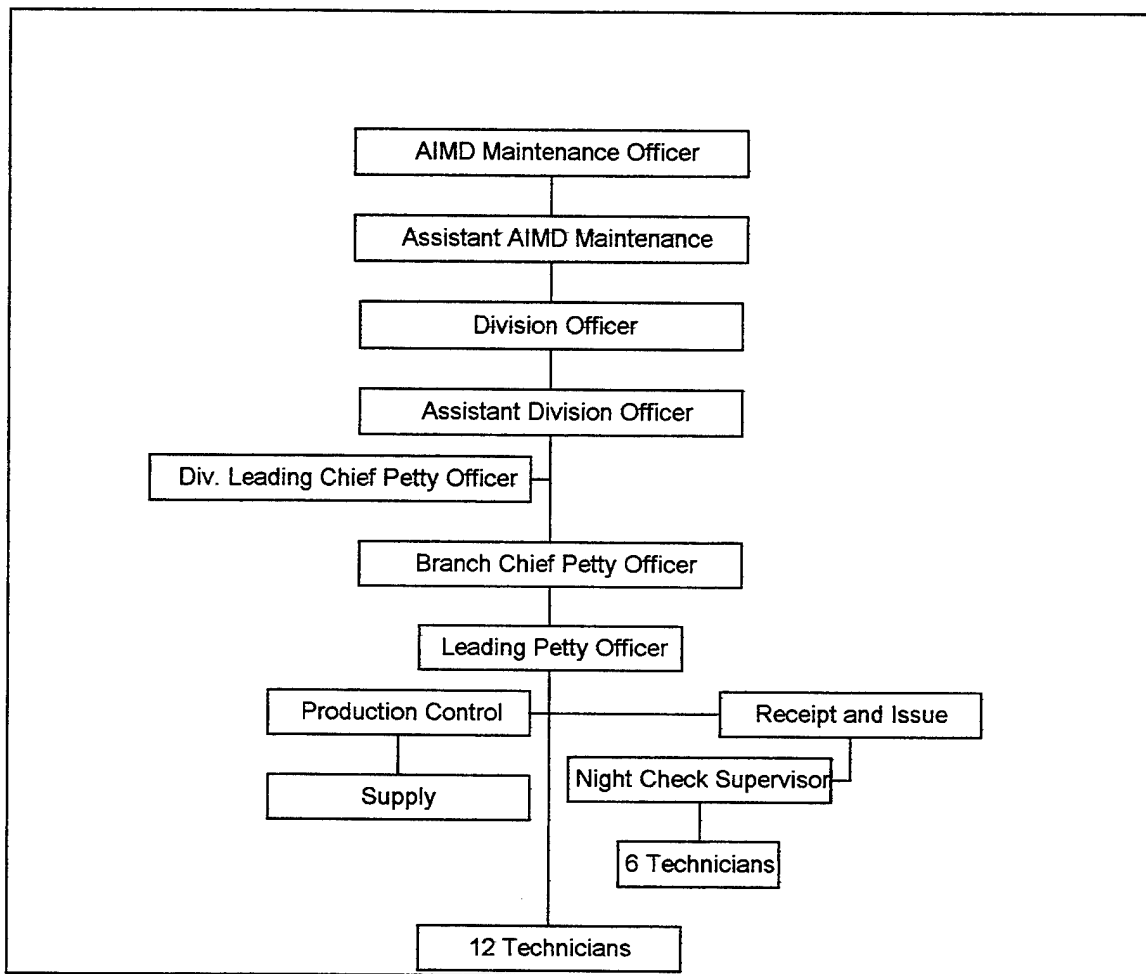 AIMD Maintenance Officer
Assistant AIMD Maintenance
Division Officer
Assistant Division Officer
Div. Leading Chief Petty Officer
Branch Chief Petty Officer
Leading Petty Officer
Production Control
Receipt and Issue
Night Check Supervisor
Supply
6 Technicians
12 Technicians